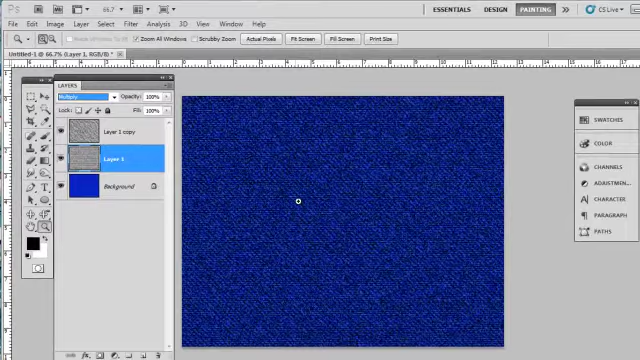 Ps 66.7 ESSENTIALS DESIGN PAINTING CS Live
File Edit Image Layer Select Filter Analysis 3D View Window Help
Zoom All Windows Scrubby Zoom Actual Pixels Fit Screen Fill Screen Print Size
Untitled-1 @ 66.7% (Layer 1, RGB/8) *
LAYERS
Multiply Opacity: 100%
Lock: Fill: 100%
Layer 1 copy
Layer 1
Background
SWATCHES
COLOR
CHANNELS
ADJUSTMEN...
CHARACTER
PARAGRAPH
PATHS